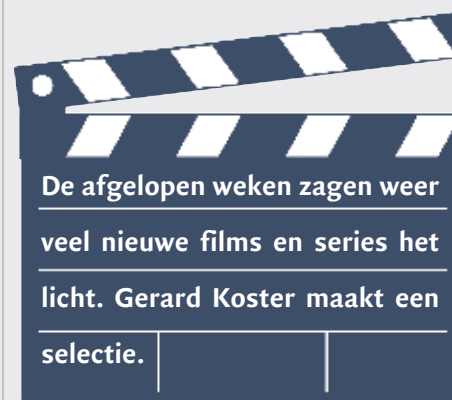 De afgelopen weken zagen weer
veel nieuwe films en series het
licht. Gerard Koster maakt een
selectie.